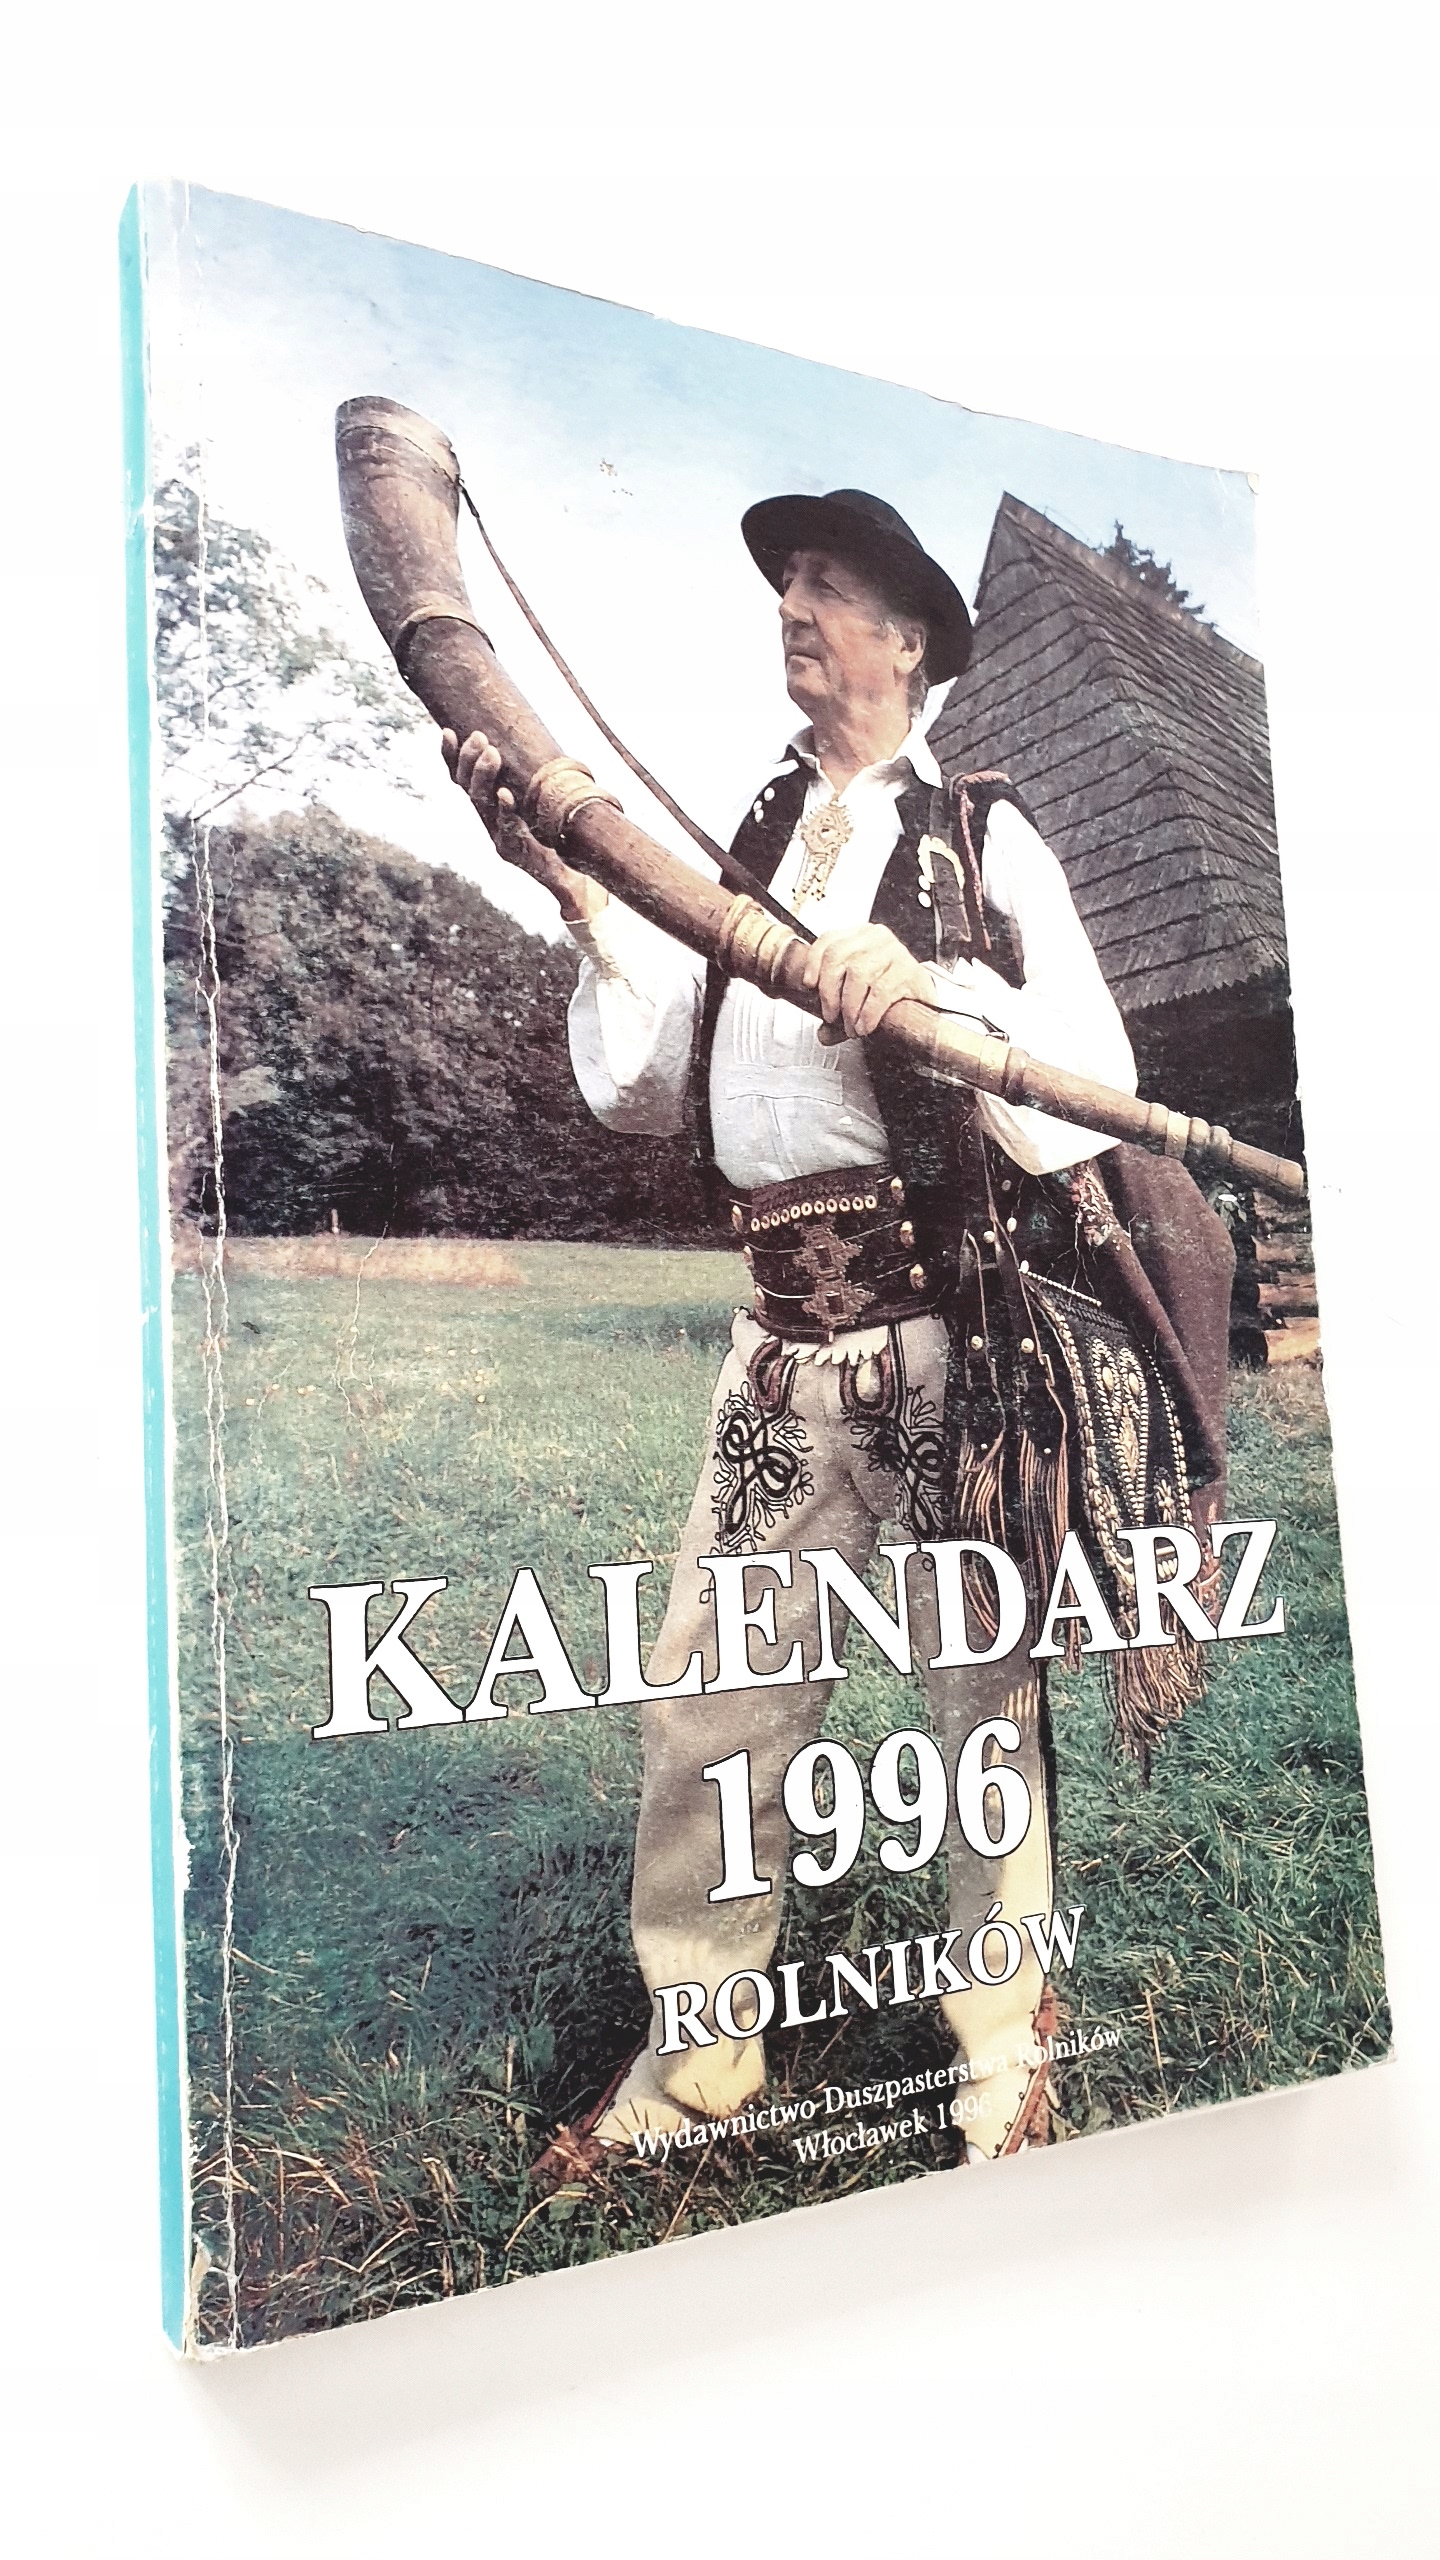 KALENDARZ
1996
ROLNIKÓW
Wydawnictwo Duszpasterstwa Rolników
Włocławek 1996